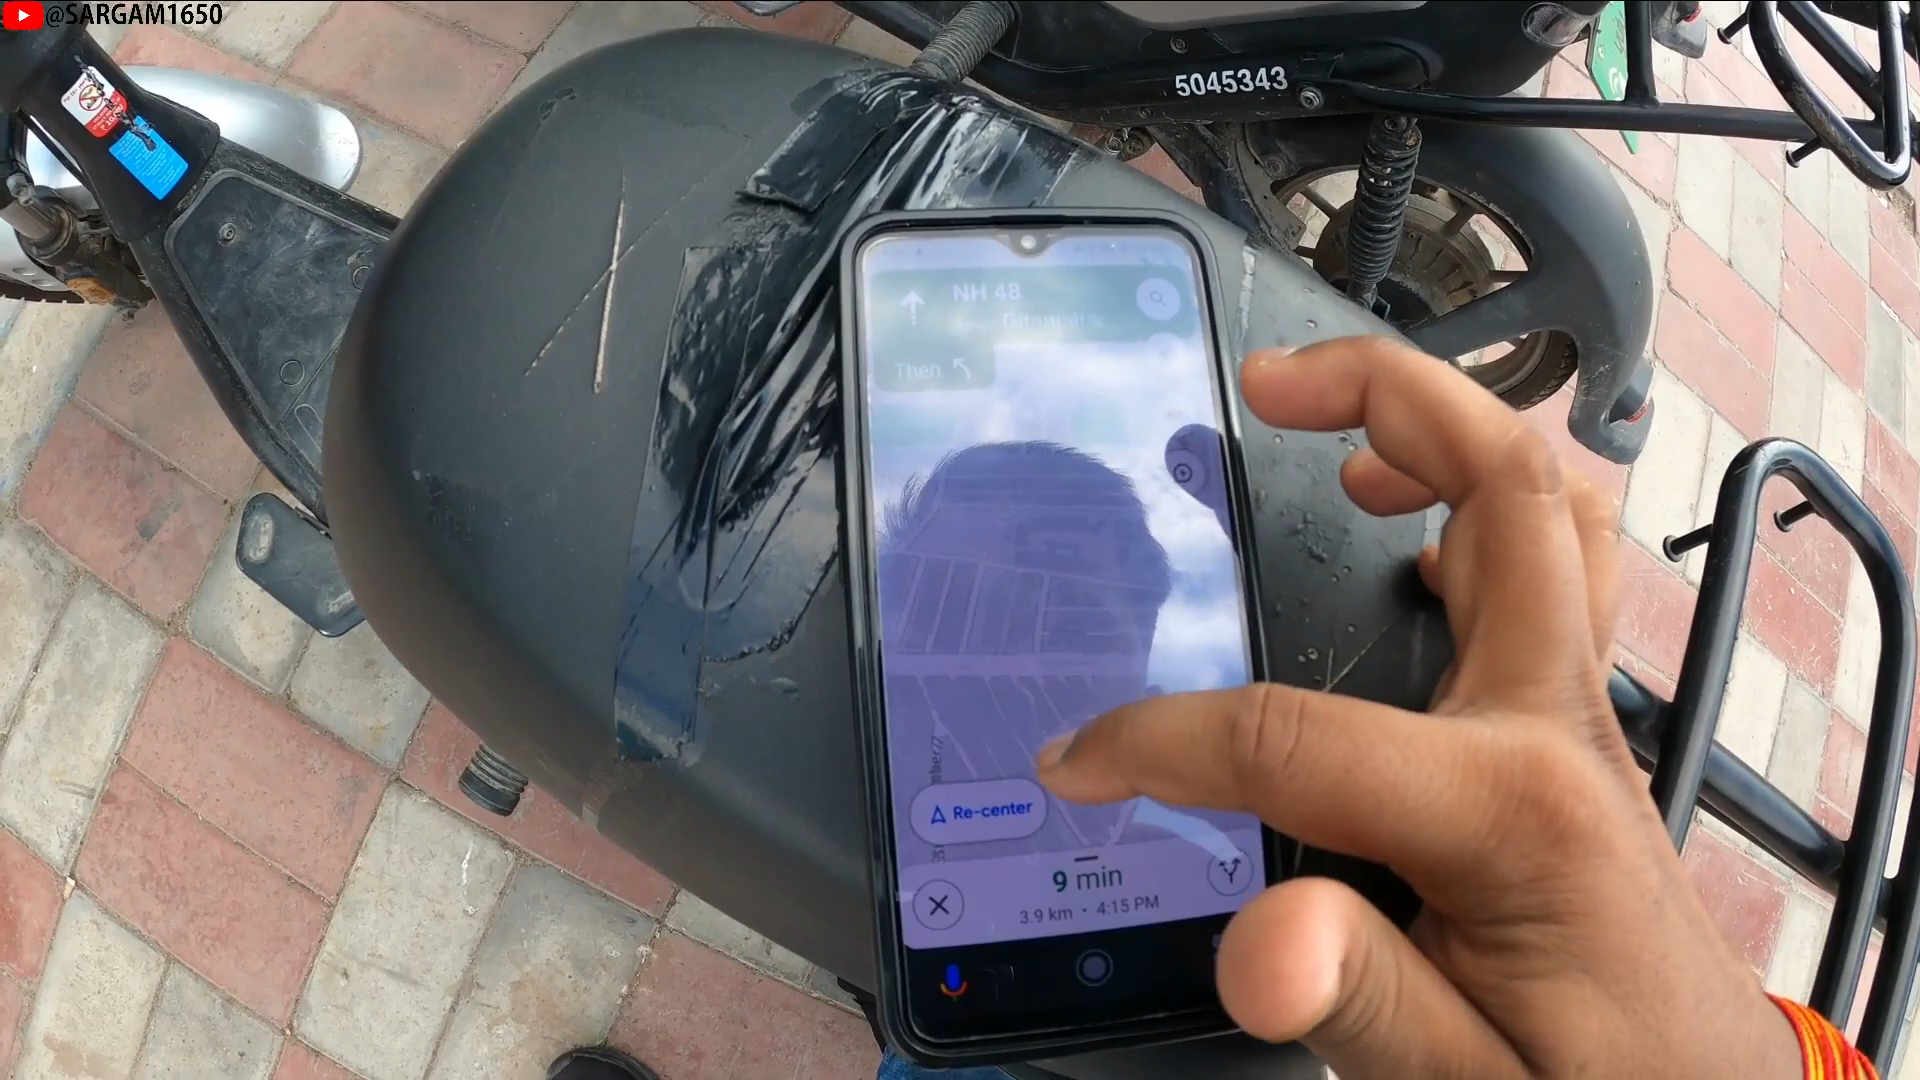 @SARGAM1650
5045343
NH 48
Then
Re-center
9 min
3.9 km • 4:15 PM